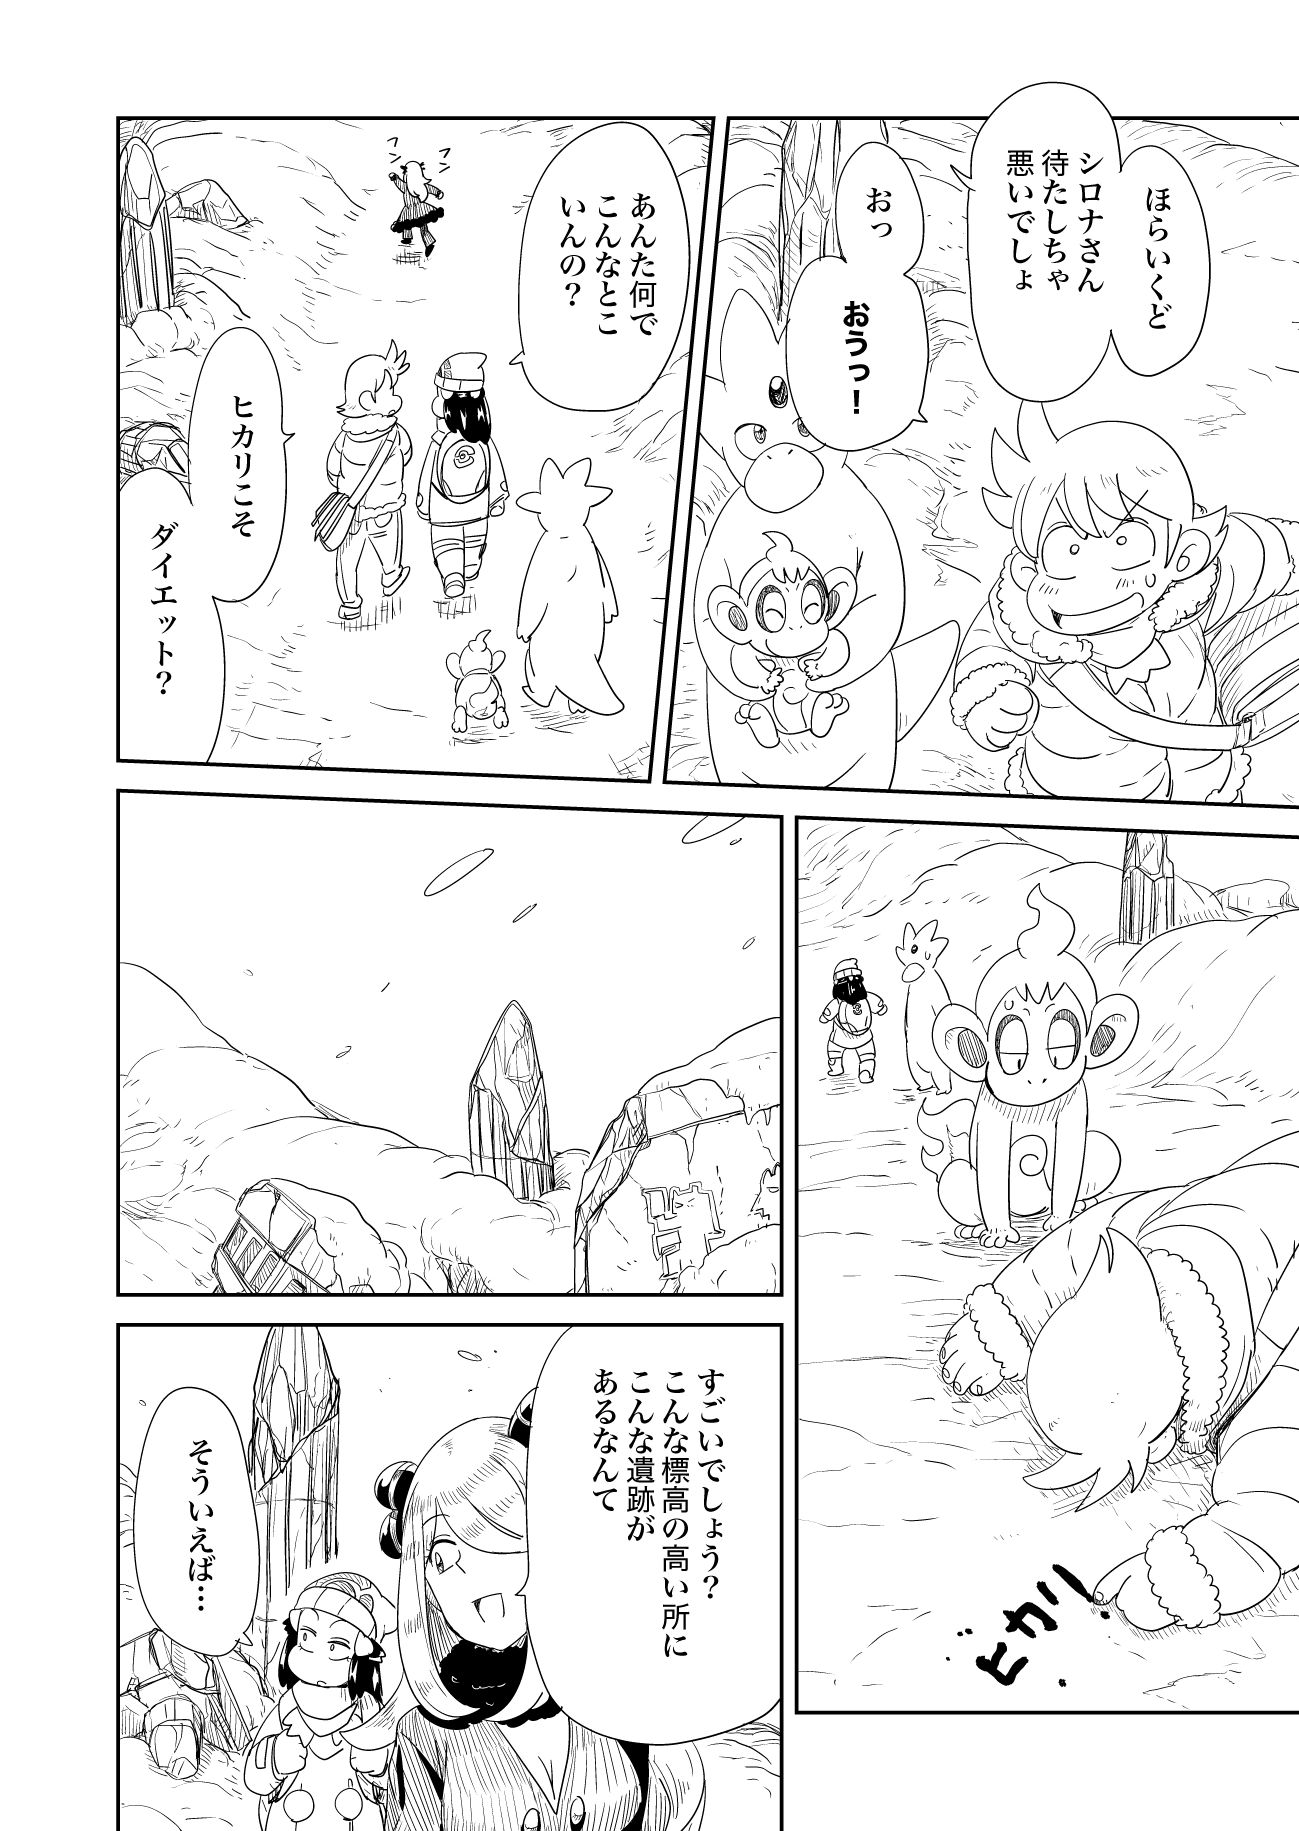 ほらいくど
シロナさん
待たしちゃ
悪いでしょ
おっ
おうっ！
あんた何で
こんなとこ
いんの？
フン
フン
ヒカリこそ
ダイエット？
ヒカリ
すごいでしょう？
こんな標高の高い所に
こんな遺跡が
あるなんて
そういえば…